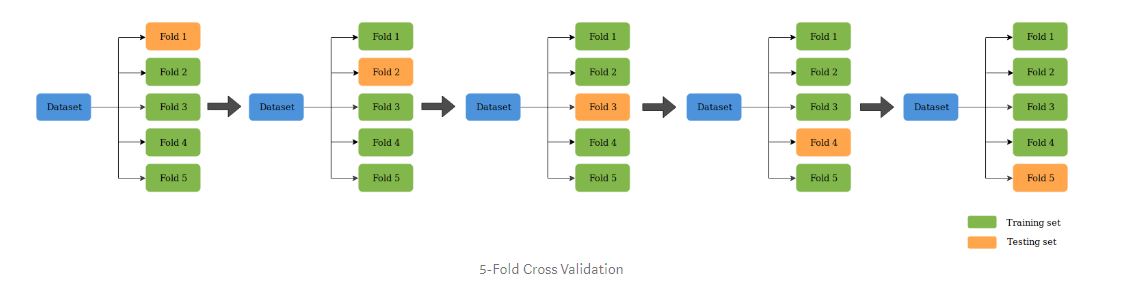 Dataset
Fold 1
Fold 2
Fold 3
Fold 4
Fold 5
Dataset
Fold 1
Fold 2
Fold 3
Fold 4
Fold 5
Dataset
Fold 1
Fold 2
Fold 3
Fold 4
Fold 5
Dataset
Fold 1
Fold 2
Fold 3
Fold 4
Fold 5
Dataset
Fold 1
Fold 2
Fold 3
Fold 4
Fold 5
Training set
Testing set
5-Fold Cross Validation